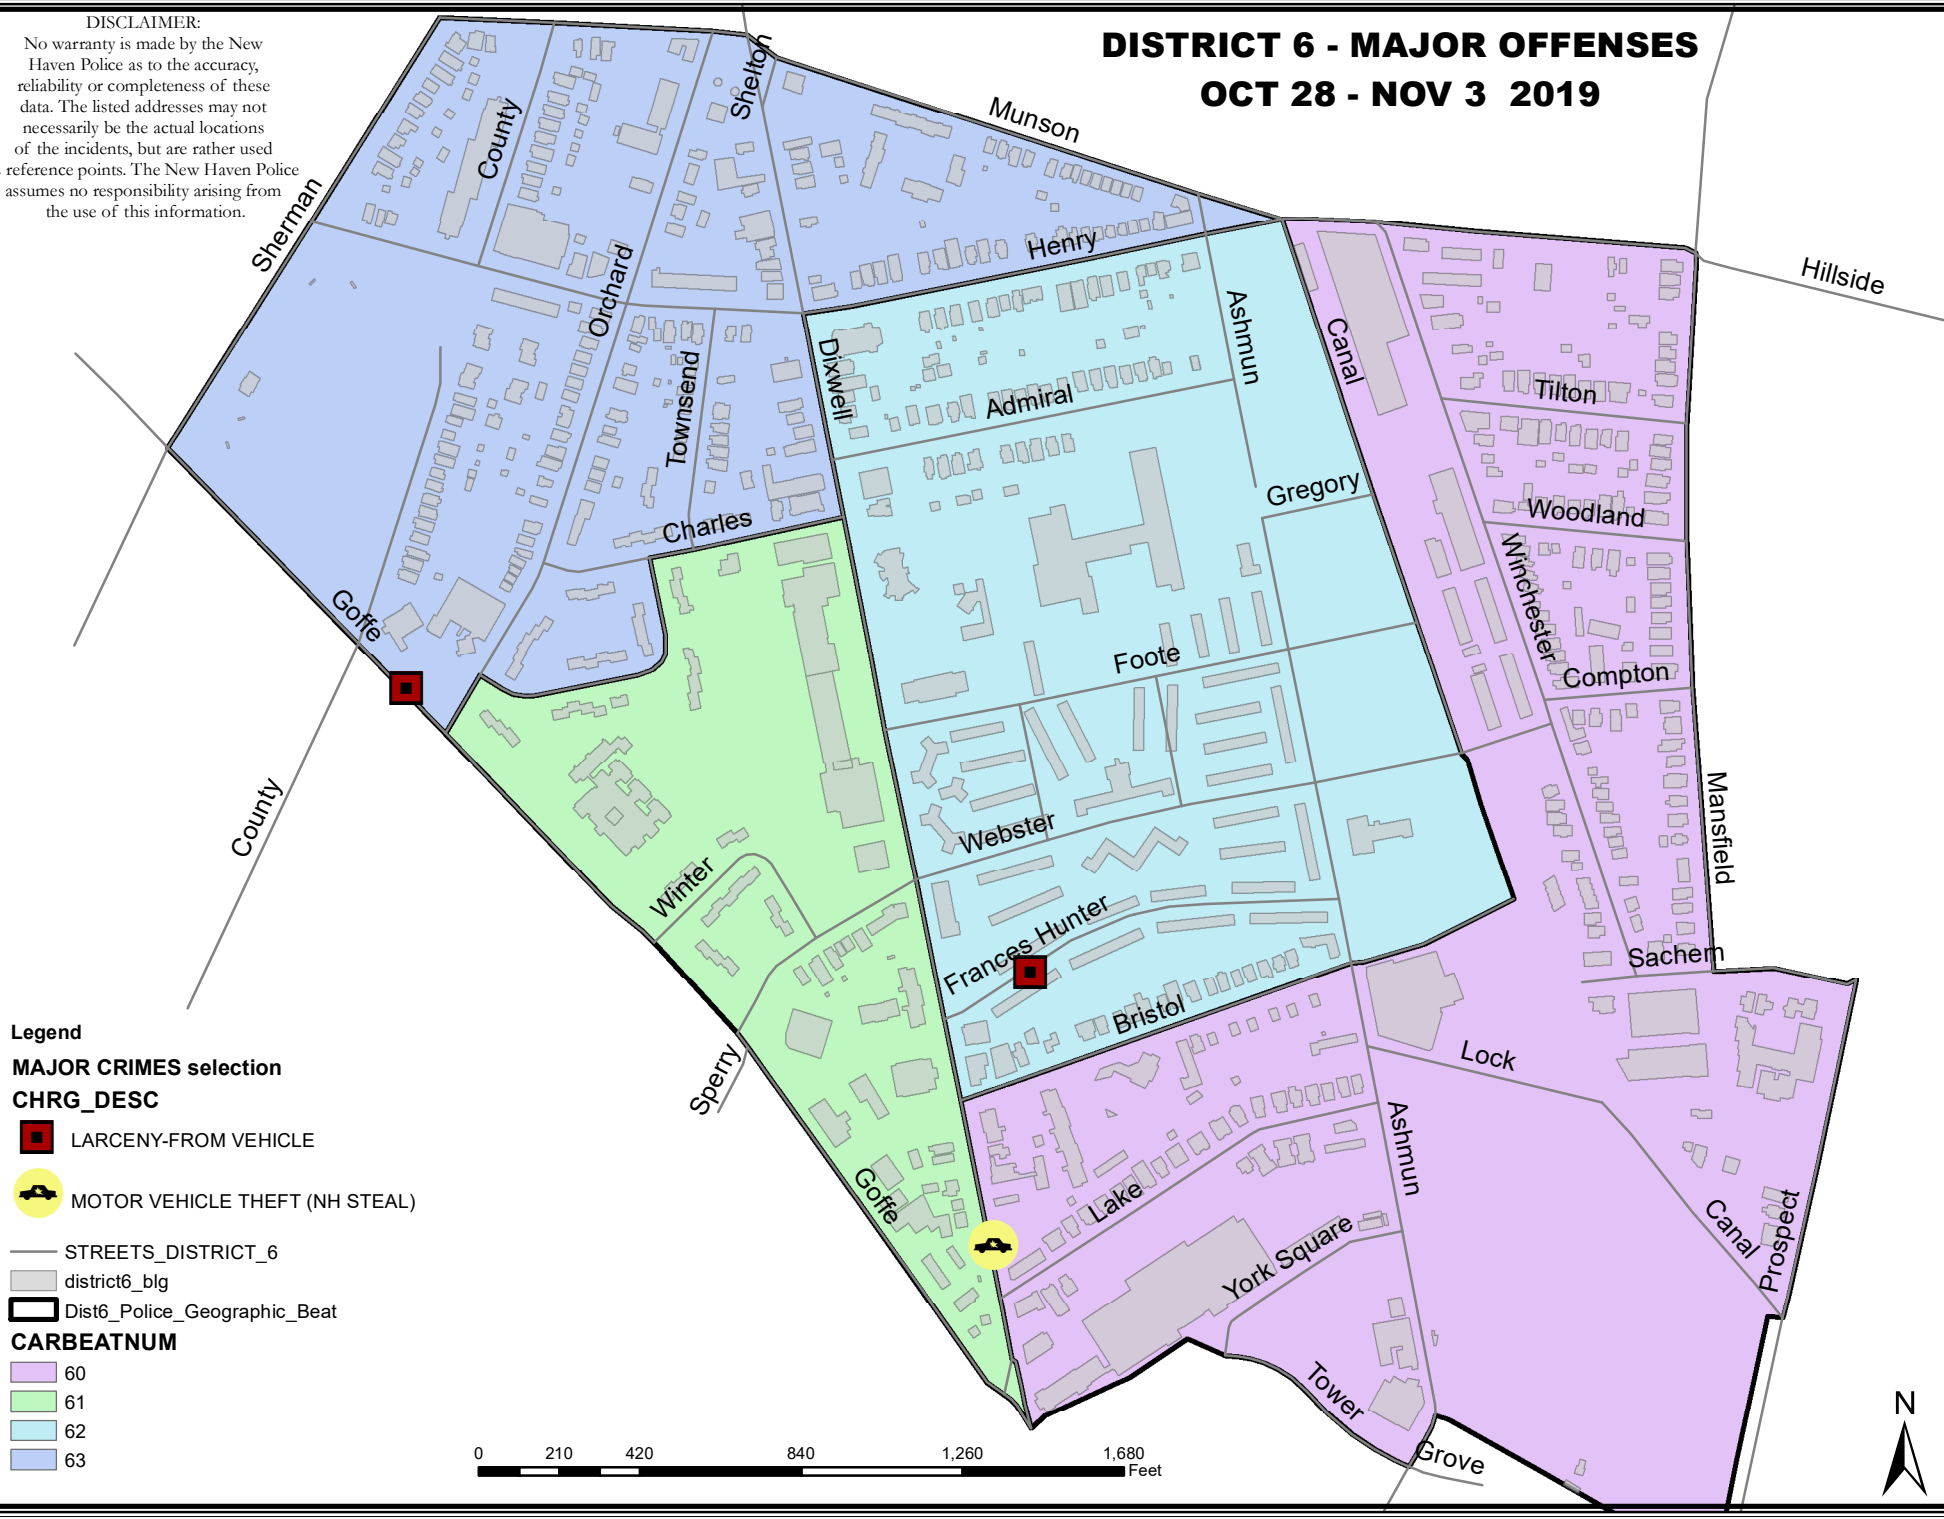 DISCLAIMER:
No warranty is made by the New
Haven Police as to the accuracy,
reliability or completeness of these
data. The listed addresses may not
necessarily be the actual locations
of the incidents, but are rather used
reference points. The New Haven Police
assumes no responsibility arising from
the use of this information.
DISTRICT 6 - MAJOR OFFENSES
OCT 28 - NOV 3 2019
Shelton
Munson
County
Sherman
Henry
Hillside
Orchard
Ashmun
Canal
Dixwell
Townsend
Admiral
Tilton
Gregory
Woodland
Charles
Winchester
Goffe
Foote
Compton
County
Webster
Mansfield
Winter
Frances Hunter
Sachem
Bristol
Lock
Sperry
Ashmun
Goffe
Lake
Canal
Prospect
York Square
Tower
Grove
Legend
MAJOR CRIMES selection
CHRG_DESC
LARCENY-FROM VEHICLE
MOTOR VEHICLE THEFT (NH STEAL)
STREETS_DISTRICT_6
district6_blg
Dist6_Police_Geographic_Beat
CARBEATNUM
60
61
62
63
0 210 420 840 1,260 1,680
Feet
N